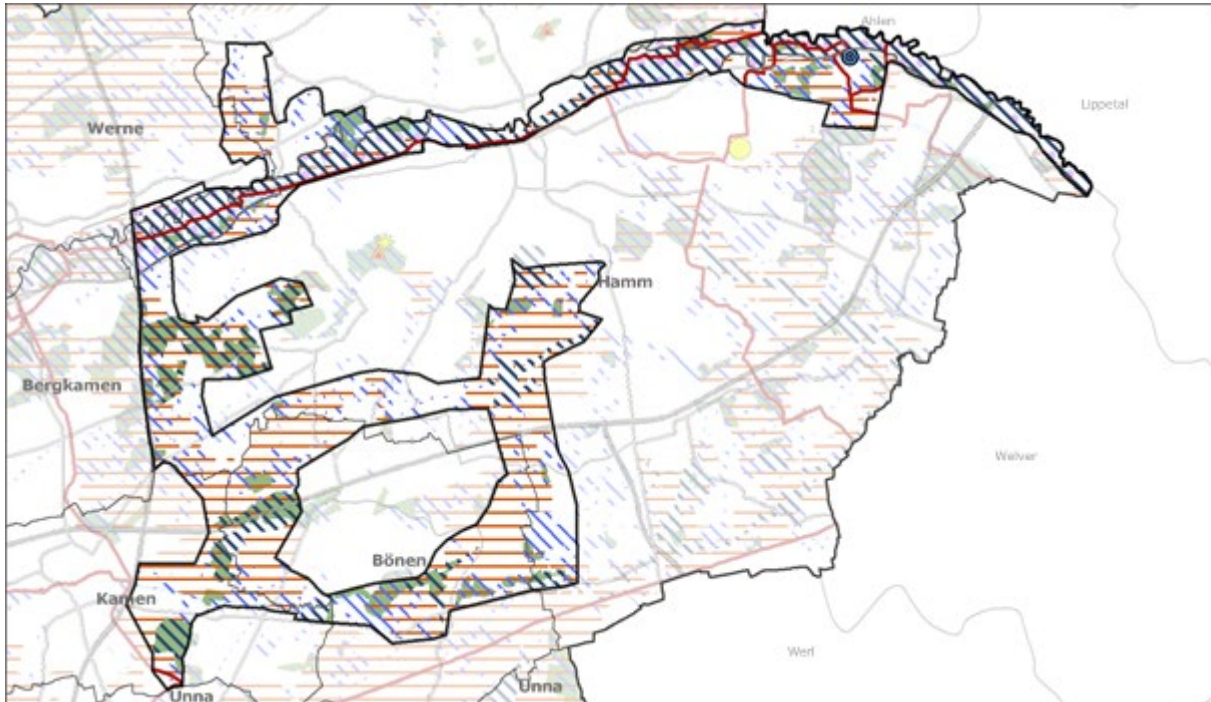 Ahlen
Lippetal
Werne
Hamm
Bergkamen
Welver
Bönen
Kamen
Werl
Unna
Unna